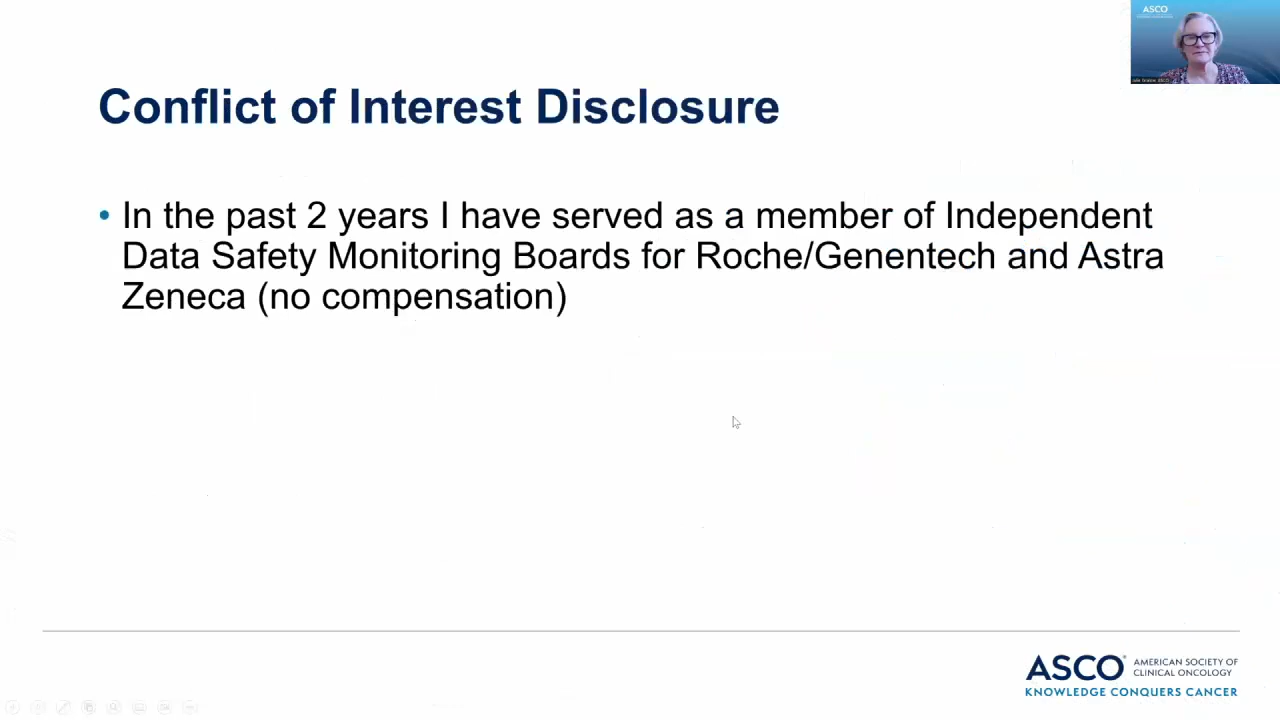 ASCO
Conflict of Interest Disclosure
• In the past 2 years I have served as a member of Independent
Data Safety Monitoring Boards for Roche/Genentech and Astra
Zeneca (no compensation)
ASCO® AMERICAN SOCIETY OF
CLINICAL ONCOLOGY
KNOWLEDGE CONQUERS CANCER